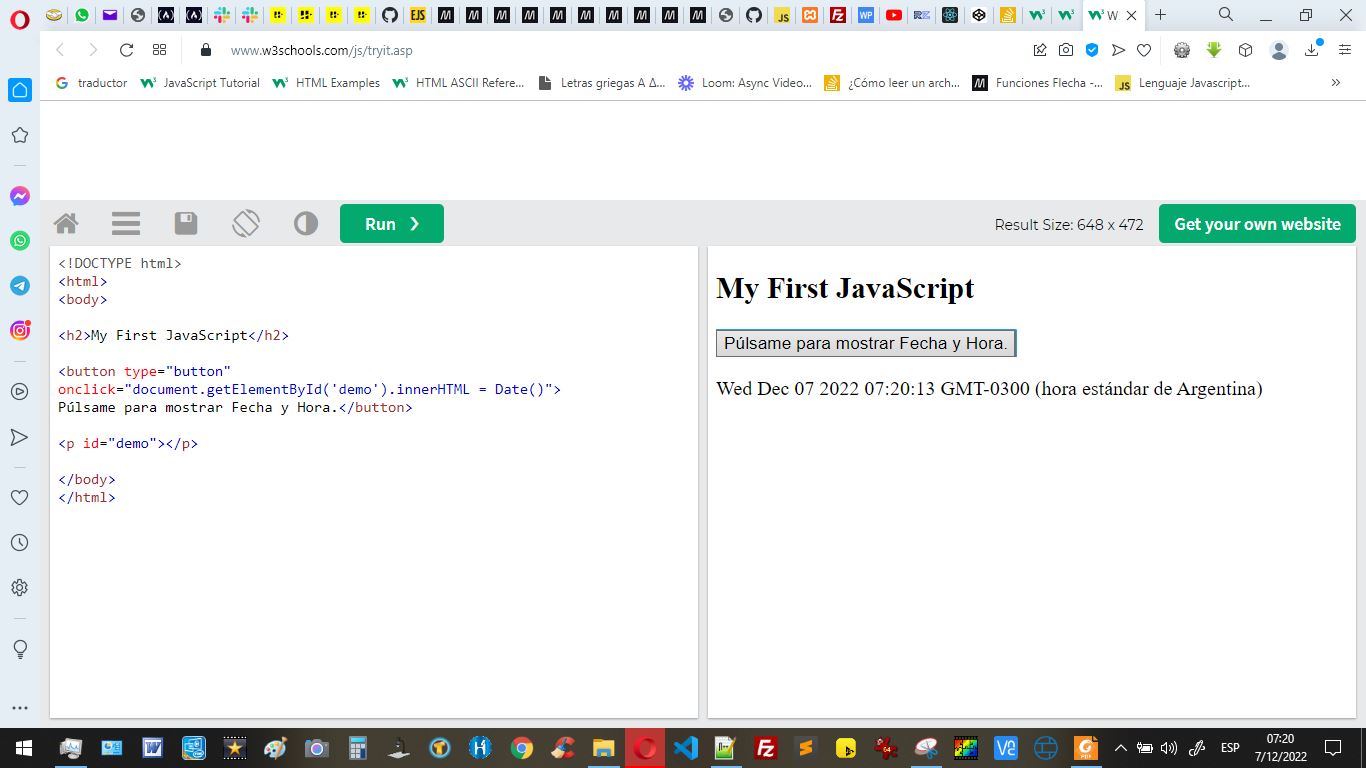 W
www.w3schools.com/js/tryit.asp
traductor
JavaScript Tutorial
HTML Examples
HTML ASCII Refere...
Letras griegas A Δ...
Loom: Async Video...
¿Cómo leer un arch...
Funciones Flecha -...
Lenguaje Javascript...
Run ❯
Result Size: 648 x 472
Get your own website
<!DOCTYPE html>
<html>
<body>
<h2>My First JavaScript</h2>
<button type="button"
onclick="document.getElementById('demo').innerHTML = Date()">
Púlsame para mostrar Fecha y Hora.</button>
<p id="demo"></p>
</body>
</html>
My First JavaScript
Púlsame para mostrar Fecha y Hora.
Wed Dec 07 2022 07:20:13 GMT-0300 (hora estándar de Argentina)
ESP
07:20
7/12/2022